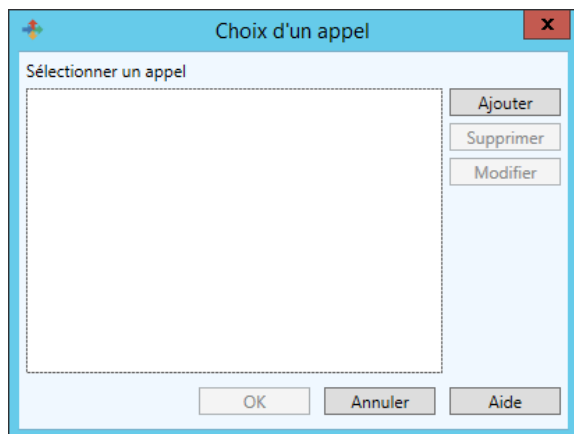 Choix d'un appel
x
Sélectionner un appel
Ajouter
Supprimer
Modifier
OK
Annuler
Aide